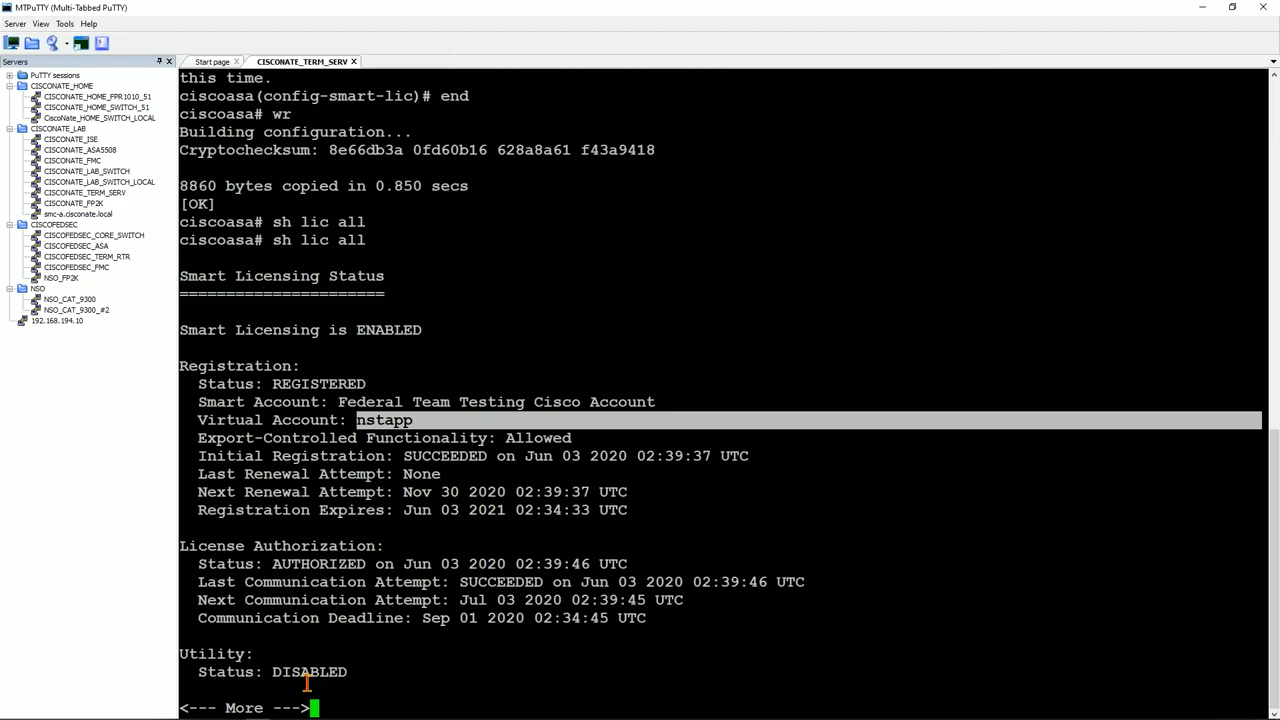 MTPuTTY (Multi-Tabbed PuTTY)
Server View Tools Help
Servers
PuTTY sessions
CISCONATE_HOME
CISCONATE_HOME_FPR1010_51
CISCONATE_HOME_SWITCH_51
CiscoNate_HOME_SWITCH_LOCAL
CISCONATE_LAB
CISCONATE_ISE
CISCONATE_ASA5508
CISCONATE_FMC
CISCONATE_LAB_SWITCH
CISCONATE_LAB_SWITCH_LOCAL
CISCONATE_TERM_SERV
CISCONATE_FP2K
smc-a.cisconate.local
CISCOFEDSEC
CISCOFEDSEC_CORE_SWITCH
CISCOFEDSEC_ASA
CISCOFEDSEC_TERM_RTR
CISCOFEDSEC_FMC
NSO_FP2K
NSO
NSO_CAT_9300
NSO_CAT_9300_#2
192.168.194.10
Start page CISCONATE_TERM_SERV
this time.
ciscoasa(config-smart-lic)# end
ciscoasa# wr
Building configuration...
Cryptochecksum: 8e66db3a 0fd60b16 628a8a61 f43a9418
8860 bytes copied in 0.850 secs
[OK]
ciscoasa# sh lic all
ciscoasa# sh lic all
Smart Licensing Status
======================
Smart Licensing is ENABLED
Registration:
Status: REGISTERED
Smart Account: Federal Team Testing Cisco Account
Virtual Account: nstapp
Export-Controlled Functionality: Allowed
Initial Registration: SUCCEEDED on Jun 03 2020 02:39:37 UTC
Last Renewal Attempt: None
Next Renewal Attempt: Nov 30 2020 02:39:37 UTC
Registration Expires: Jun 03 2021 02:34:33 UTC
License Authorization:
Status: AUTHORIZED on Jun 03 2020 02:39:46 UTC
Last Communication Attempt: SUCCEEDED on Jun 03 2020 02:39:46 UTC
Next Communication Attempt: Jul 03 2020 02:39:45 UTC
Communication Deadline: Sep 01 2020 02:34:45 UTC
Utility:
Status: DISABLED
<--- More --->